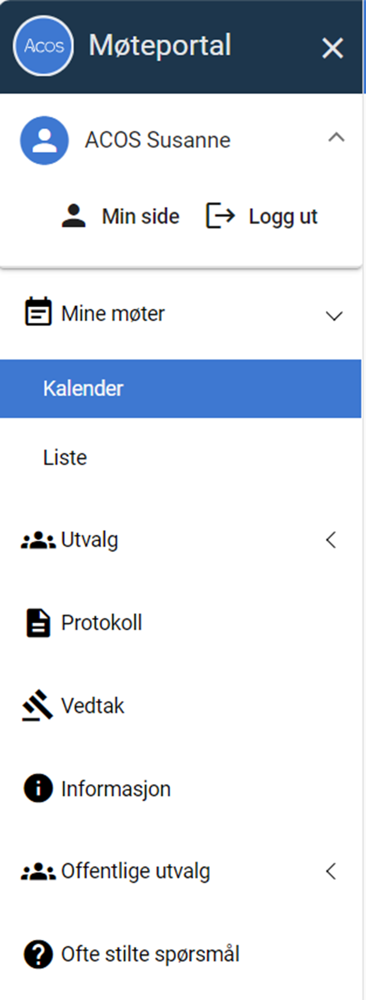 Acos Møteportal
ACOS Susanne
Min side Logg ut
Mine møter
Kalender
Liste
Utvalg
Protokoll
Vedtak
Informasjon
Offentlige utvalg
Ofte stilte spørsmål